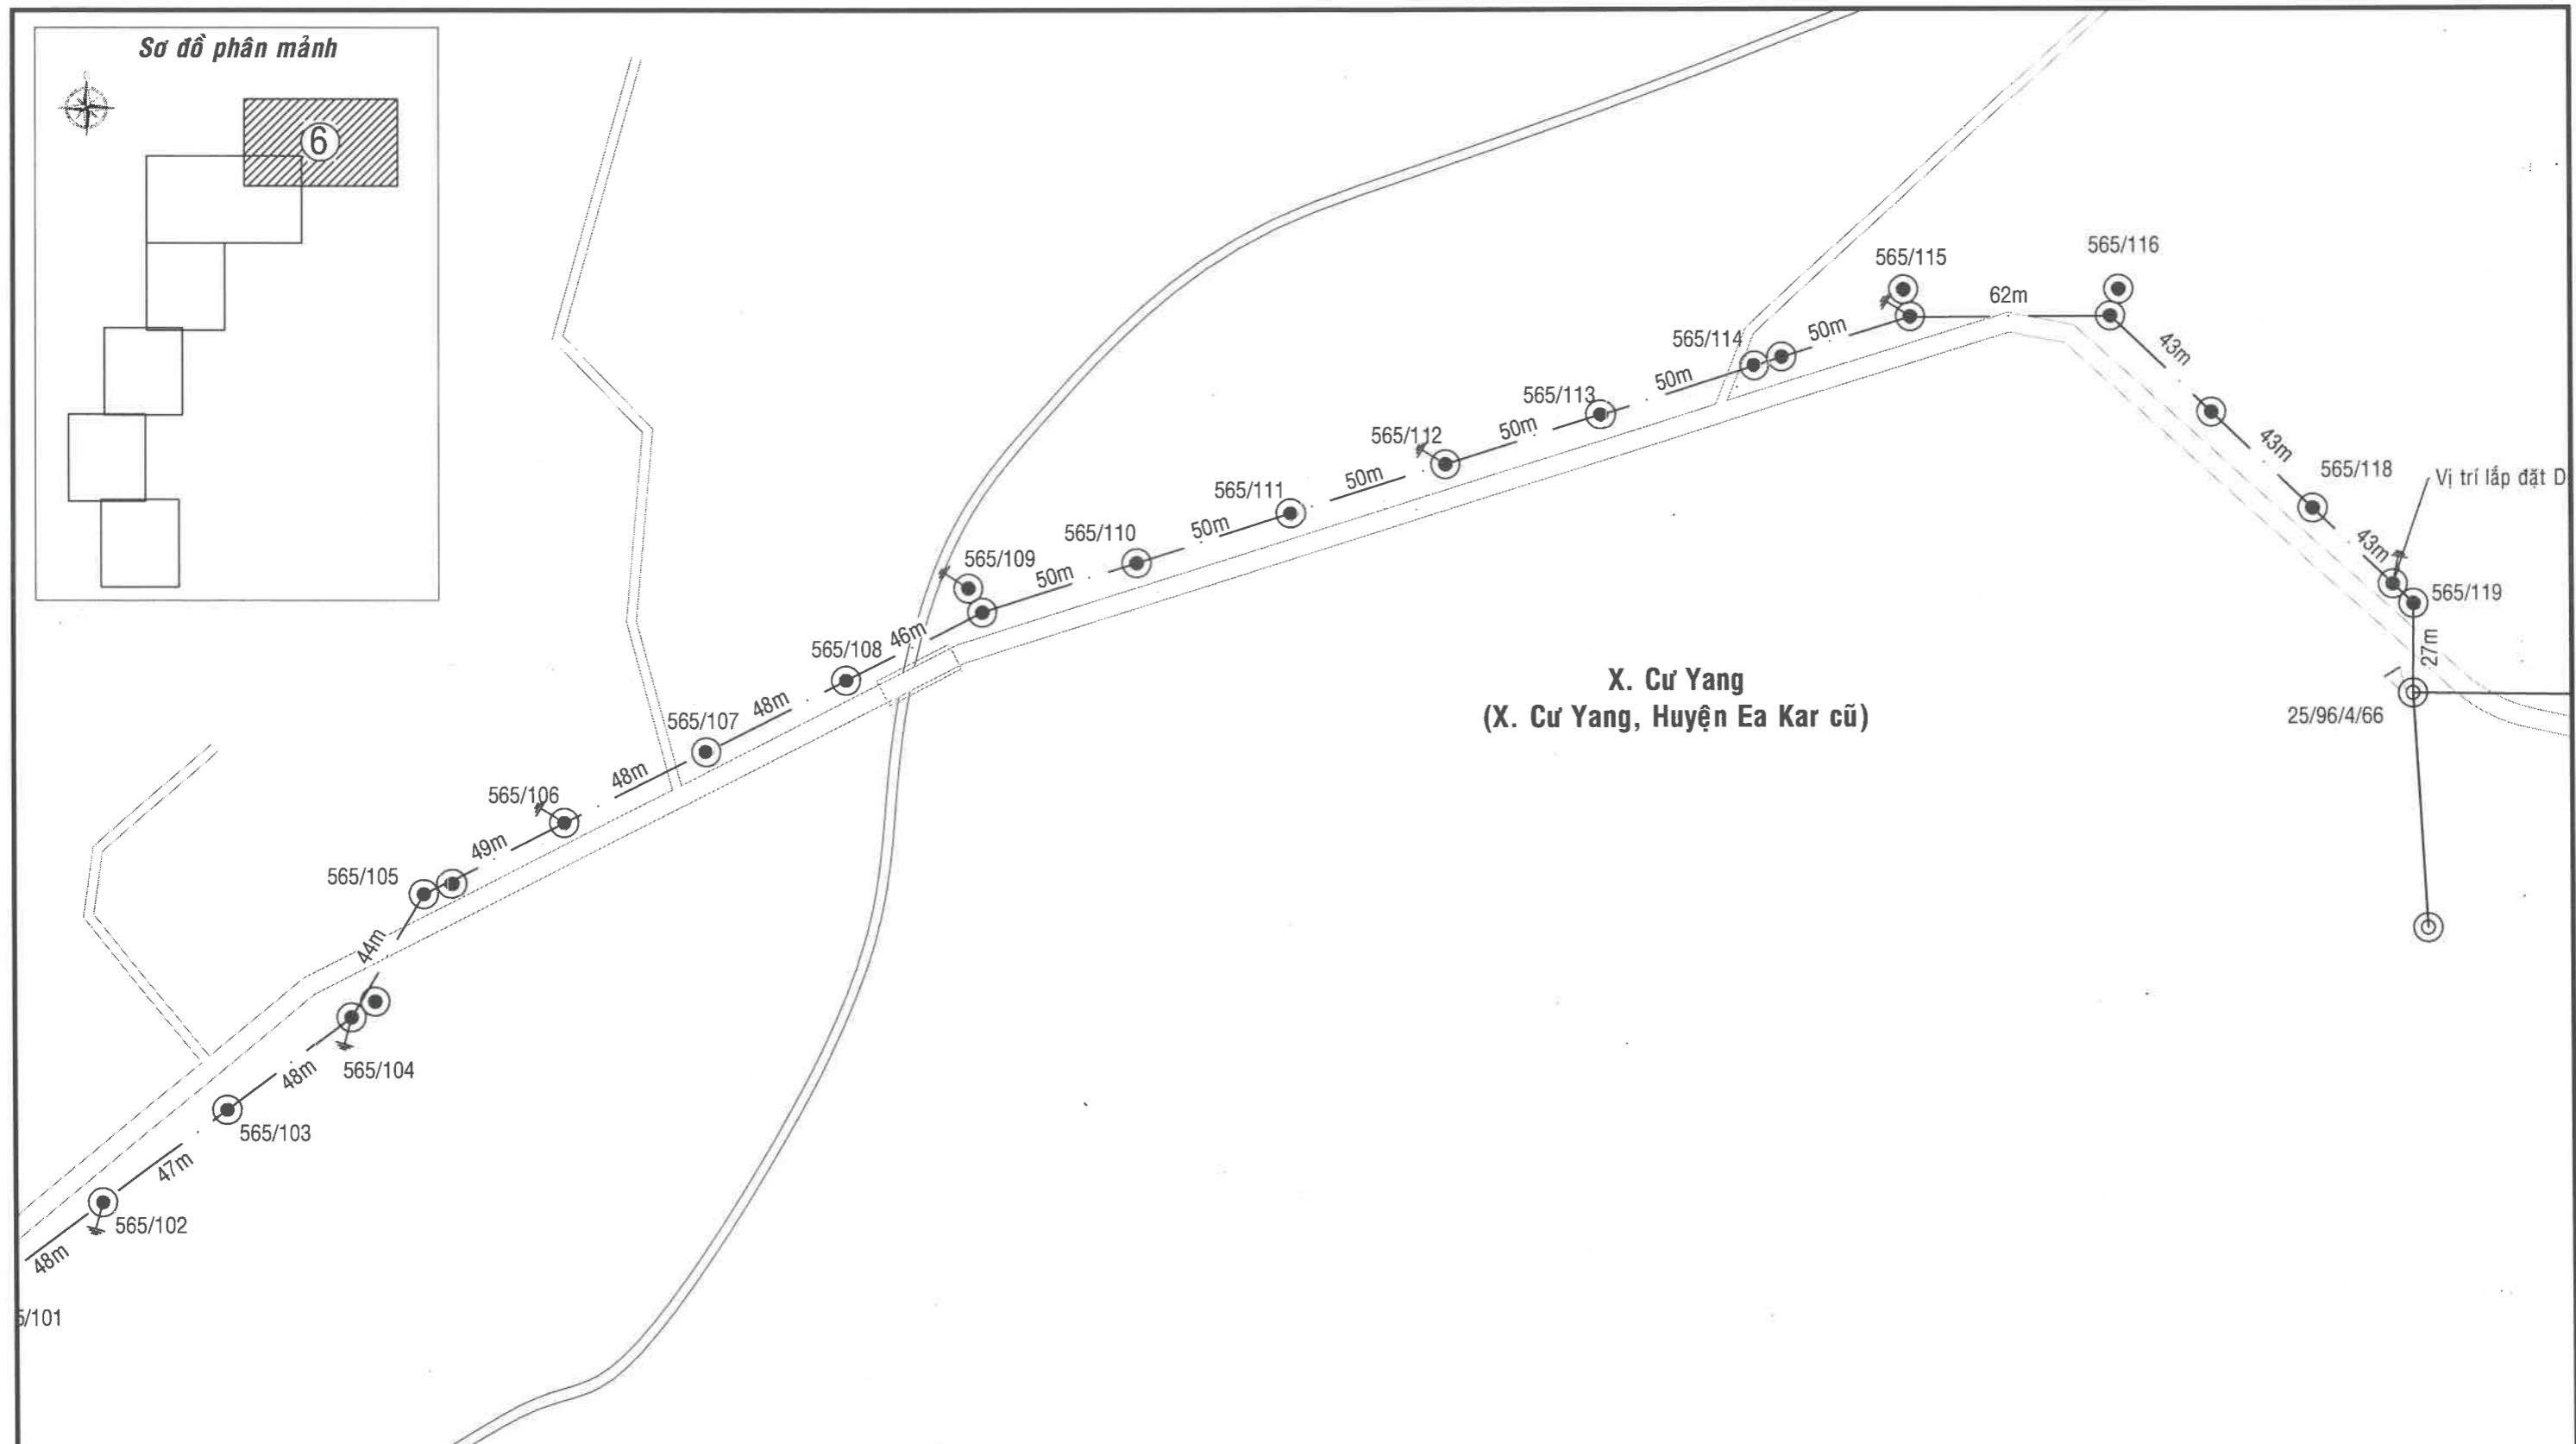 Sơ đồ phân mảnh
6
565/116
565/115
62m
50m
565/114
43m
50m
565/113
565/112
50m
43m
565/118
Vị trí lắp đặt D
565/111
50m
565/110
50m
43m
565/109
50m
565/119
27m
46m
565/108
X. Cư Yang
(X. Cư Yang, Huyện Ea Kar cũ)
25/96/4/66
48m
565/107
48m
565/106
49m
565/105
44m
565/104
48m
565/103
47m
565/102
48m
5/101